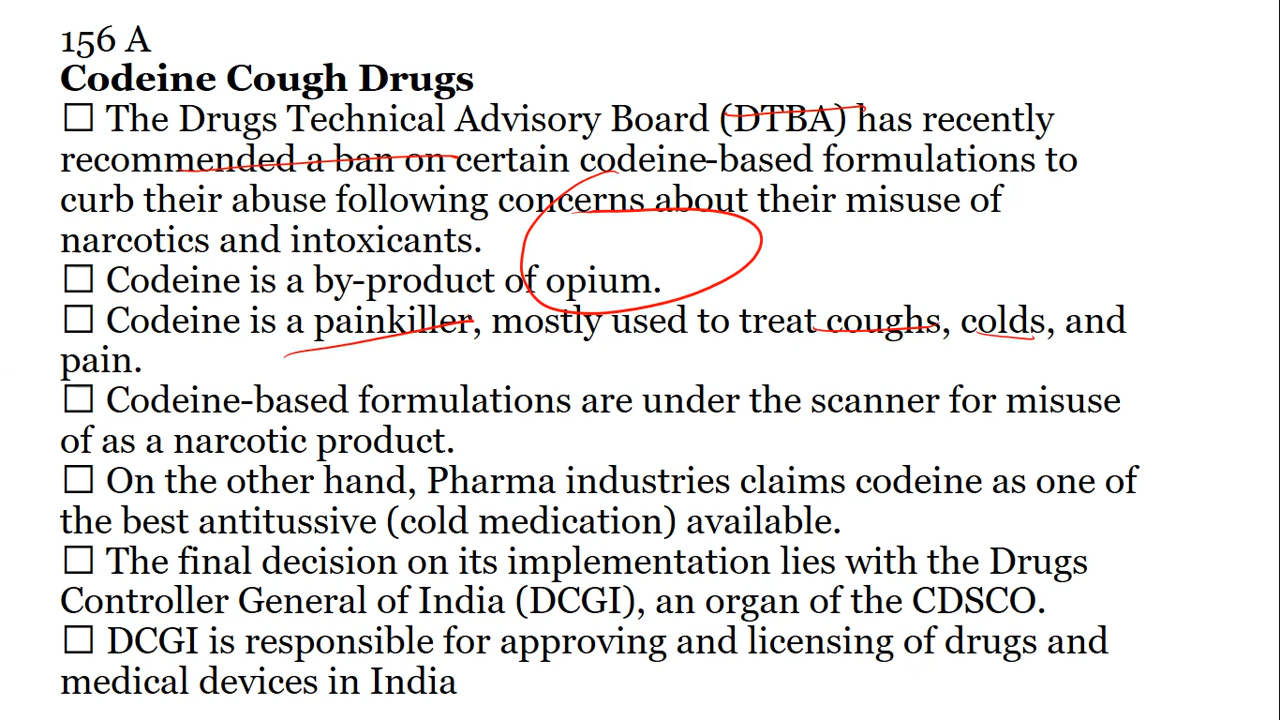 156 A
Codeine Cough Drugs
☐ The Drugs Technical Advisory Board (DTBA) has recently
recommended a ban on certain codeine-based formulations to
curb their abuse following concerns about their misuse of
narcotics and intoxicants.
☐ Codeine is a by-product of opium.
☐ Codeine is a painkiller, mostly used to treat coughs, colds, and
pain.
☐ Codeine-based formulations are under the scanner for misuse
of as a narcotic product.
☐ On the other hand, Pharma industries claims codeine as one of
the best antitussive (cold medication) available.
☐ The final decision on its implementation lies with the Drugs
Controller General of India (DCGI), an organ of the CDSCO.
☐ DCGI is responsible for approving and licensing of drugs and
medical devices in India